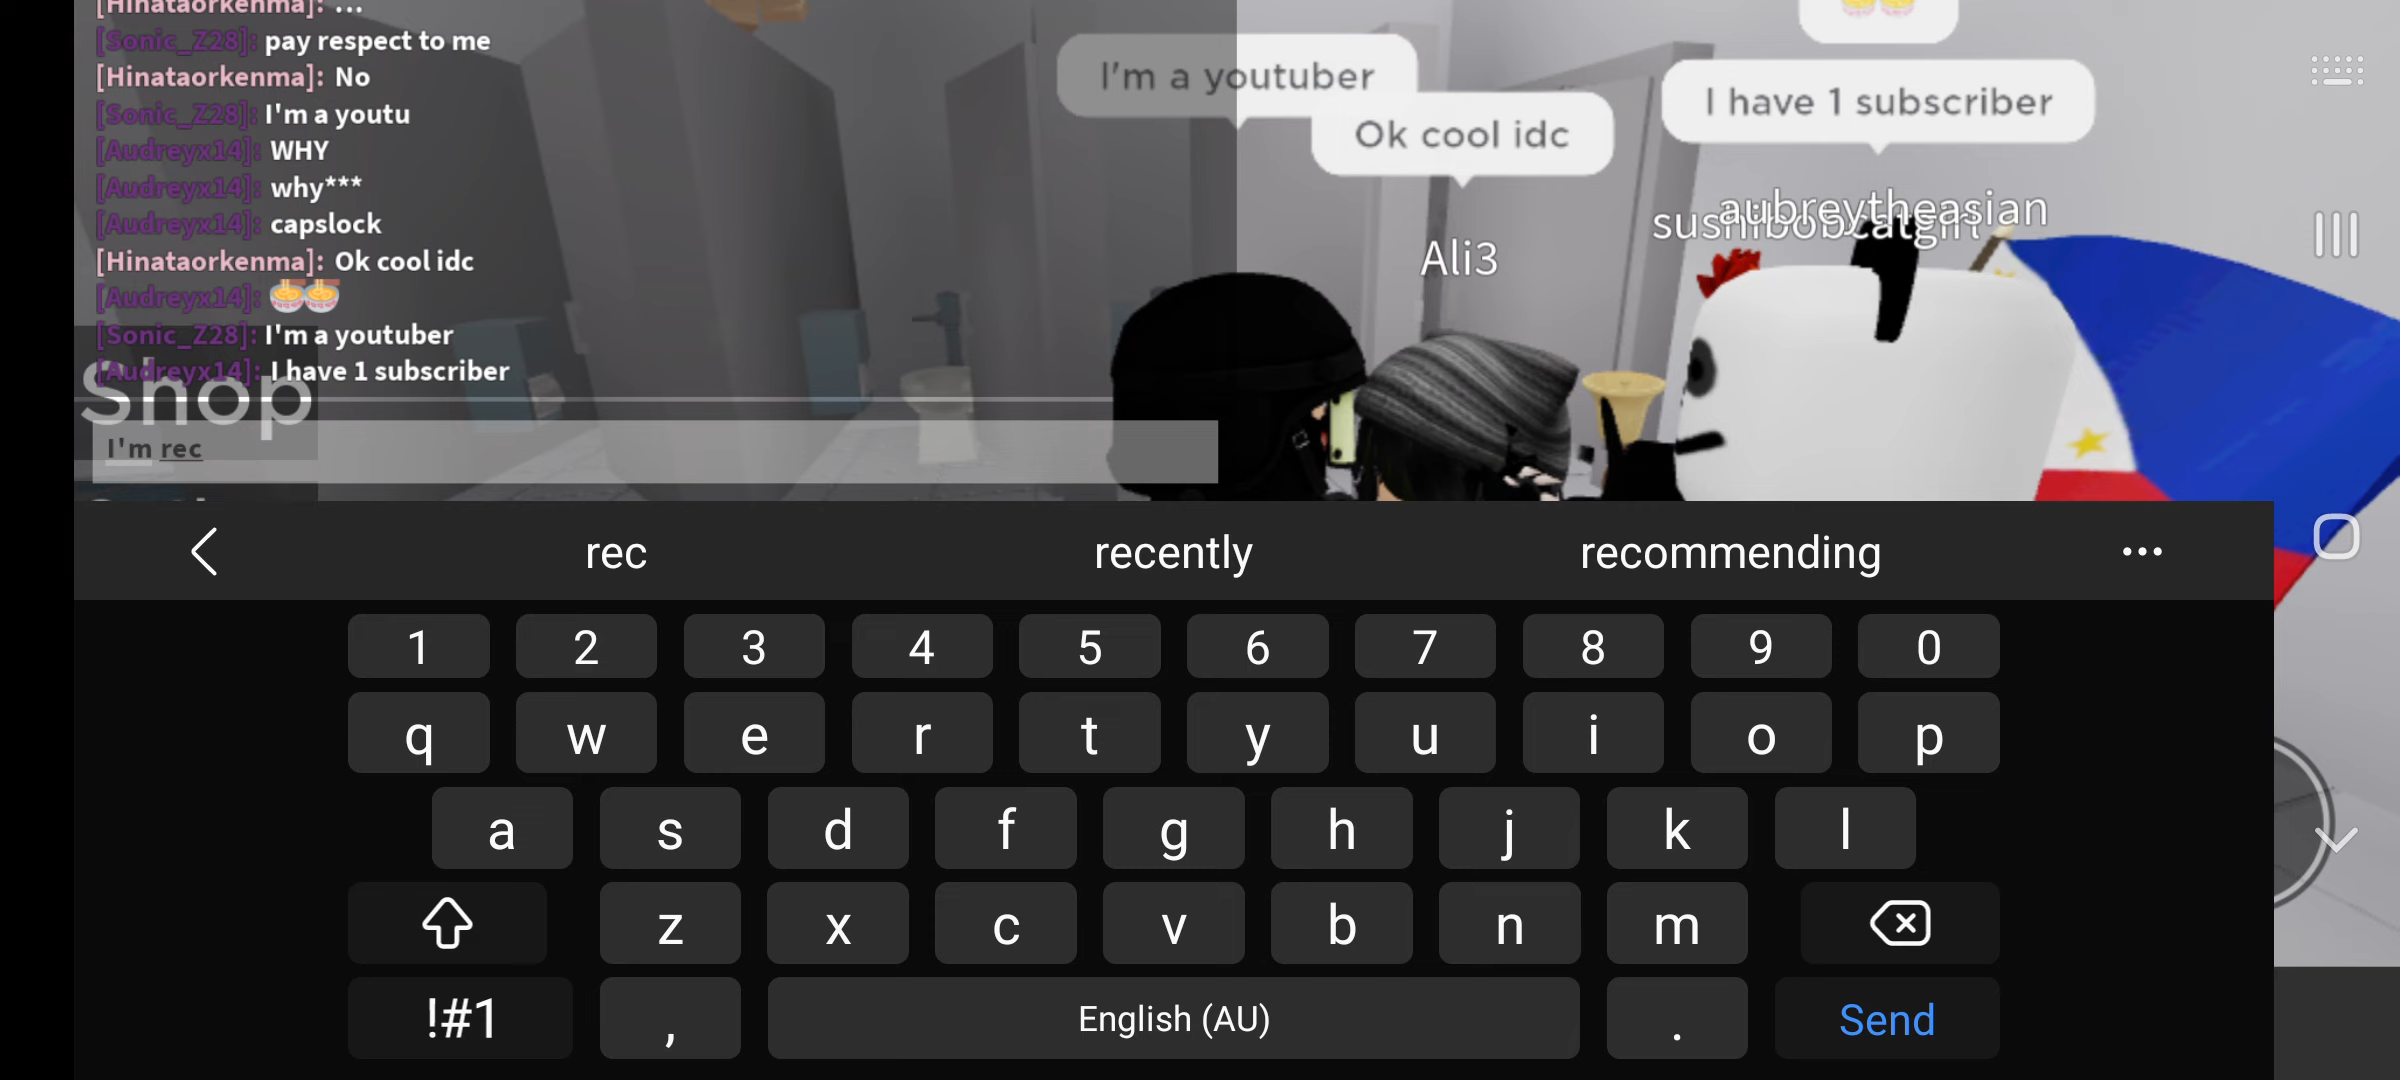 [Hinataorkenma]: ...
[Sonic_Z28]: pay respect to me
[Hinataorkenma]: No
[Sonic_Z28]: I'm a youtu
[Audreyx14]: WHY
[Audreyx14]: why***
[Audreyx14]: capslock
[Hinataorkenma]: Ok cool idc
[Audreyx14]: 🍜🍜
[Sonic_Z28]: I'm a youtuber
[Audreyx14]: I have 1 subscriber
Shop
I'm rec
I'm a youtuber
Ok cool idc
I have 1 subscriber
aubreytheasian
Ali3
rec recently recommending ...
1 2 3 4 5 6 7 8 9 0
q w e r t y u i o p
a s d f g h j k l
z x c v b n m
!#1 , English (AU) . Send